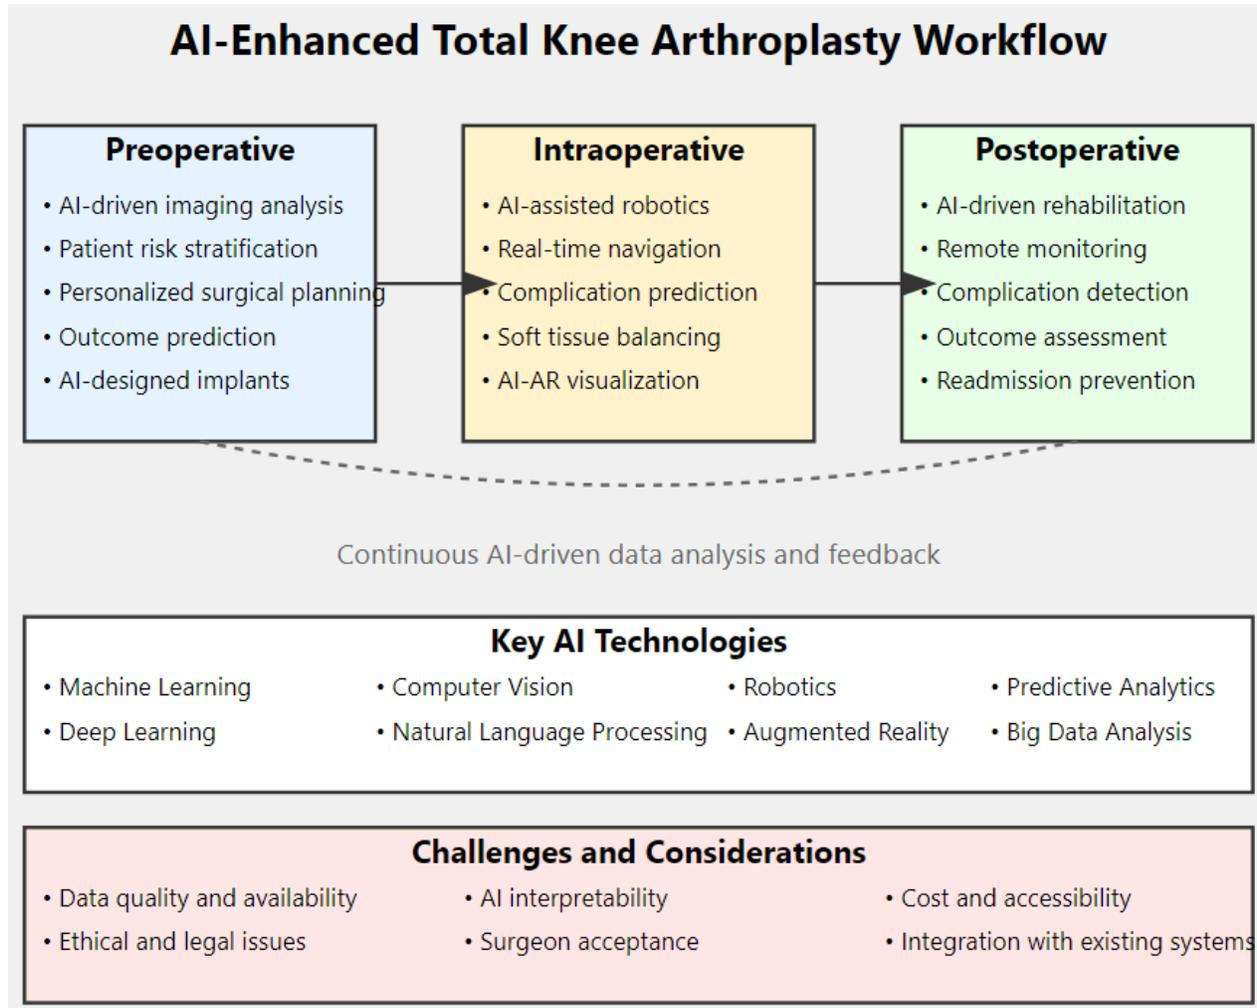 AI-Enhanced Total Knee Arthroplasty Workflow
Preoperative
• AI-driven imaging analysis
• Patient risk stratification
• Personalized surgical planning
• Outcome prediction
• AI-designed implants
Intraoperative
• AI-assisted robotics
• Real-time navigation
• Complication prediction
• Soft tissue balancing
• AI-AR visualization
Postoperative
• AI-driven rehabilitation
• Remote monitoring
• Complication detection
• Outcome assessment
• Readmission prevention
Continuous AI-driven data analysis and feedback
Key AI Technologies
• Machine Learning
• Deep Learning
• Computer Vision
• Natural Language Processing
• Robotics
• Augmented Reality
• Predictive Analytics
• Big Data Analysis
Challenges and Considerations
• Data quality and availability
• Ethical and legal issues
• AI interpretability
• Surgeon acceptance
• Cost and accessibility
• Integration with existing systems